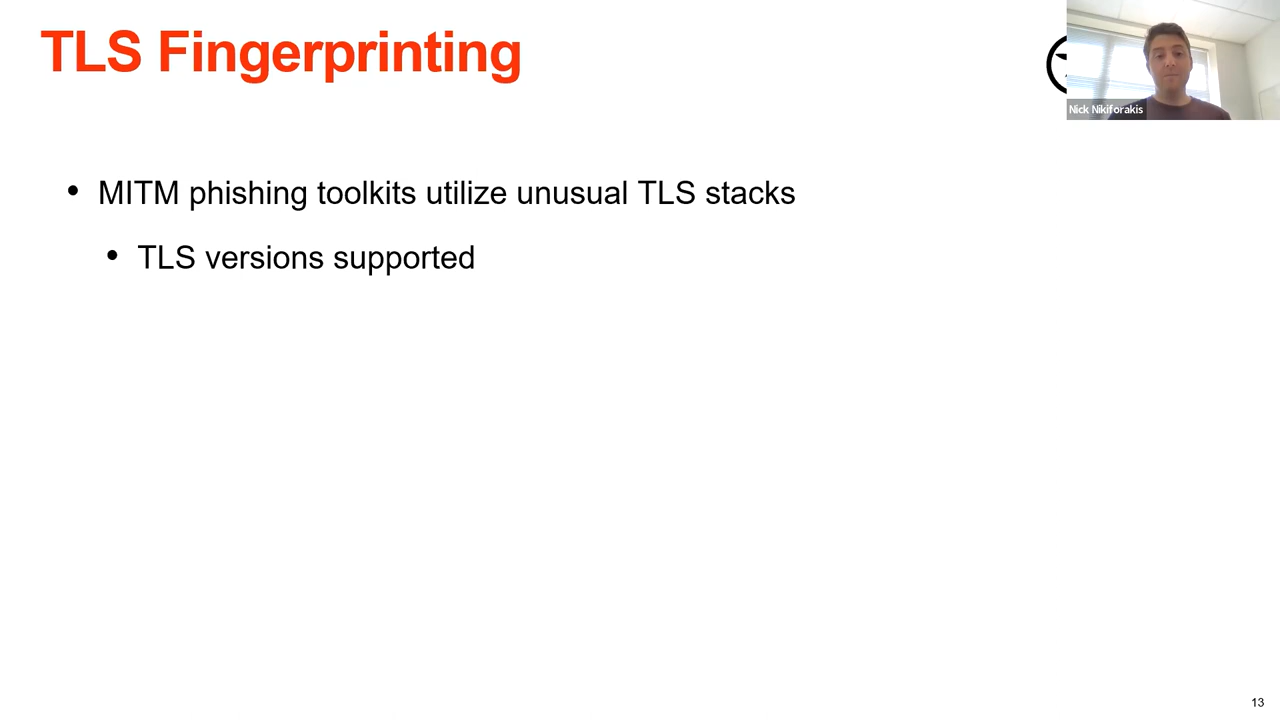 TLS Fingerprinting
Nick Nikiforakis
• MITM phishing toolkits utilize unusual TLS stacks
• TLS versions supported
13